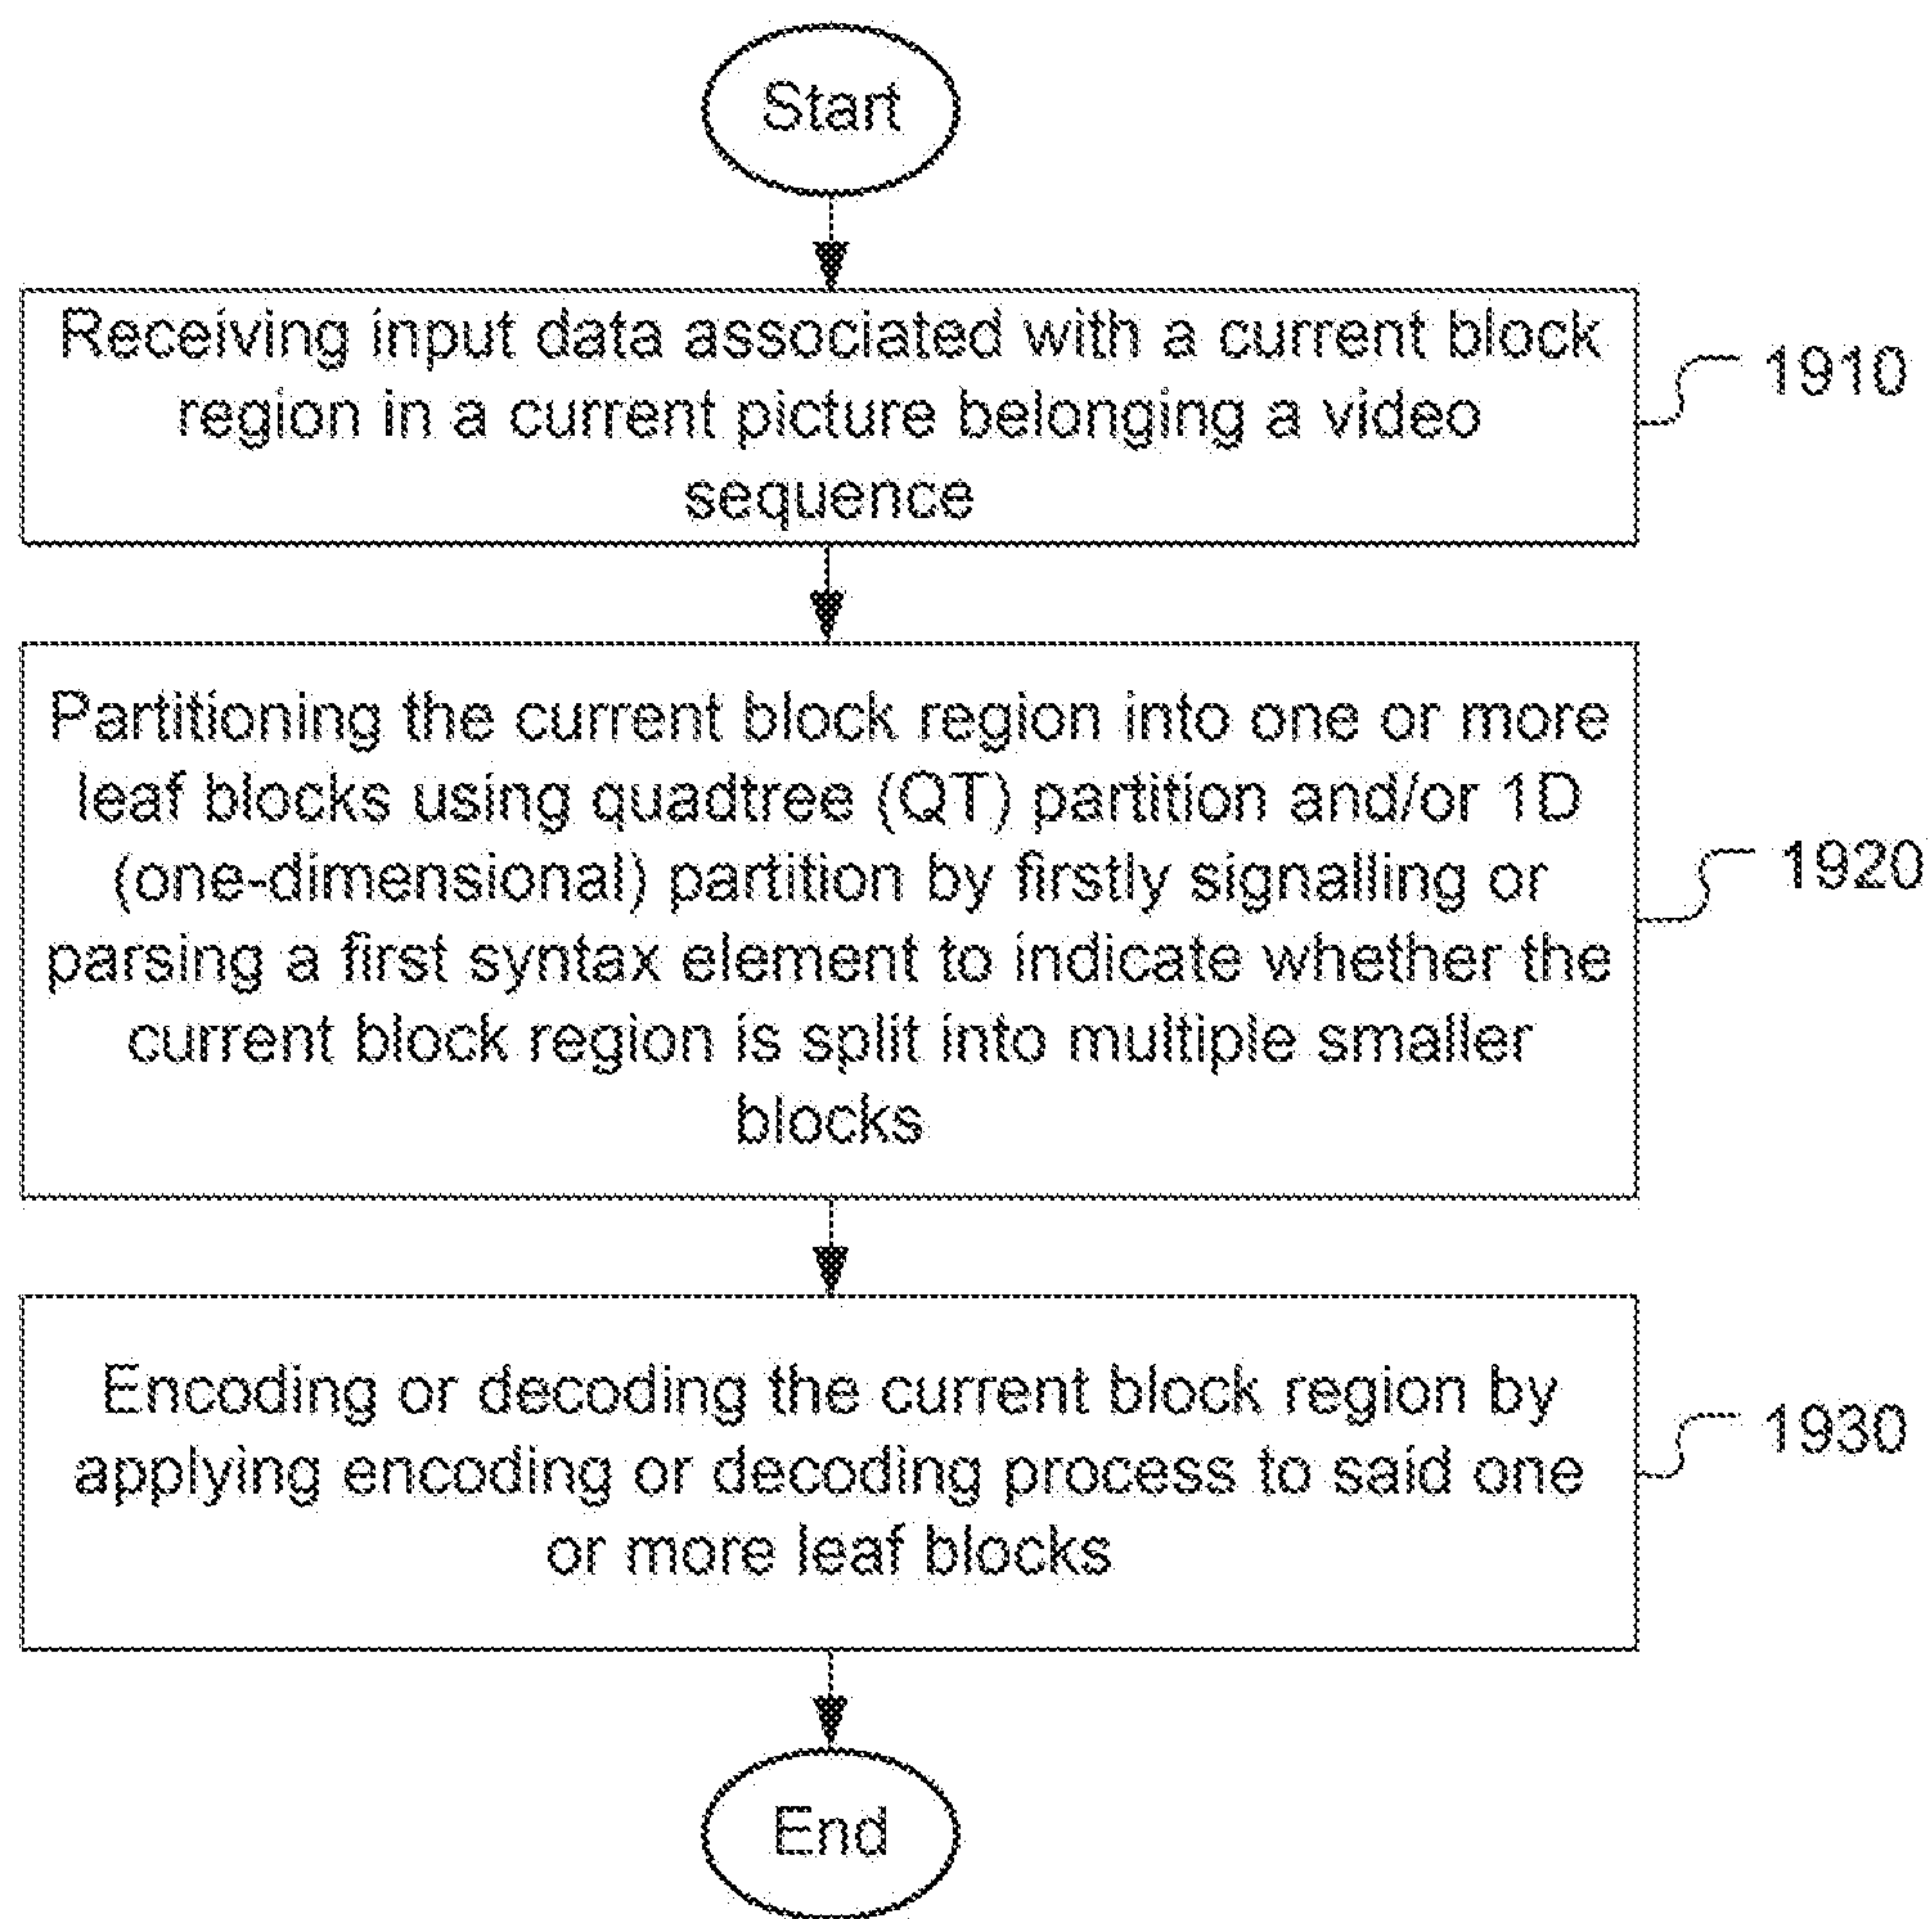 Start
Receiving input data associated with a current block
region in a current picture belonging a video
sequence
1910
Partitioning the current block region into one or more
leaf blocks using quadtree (QT) partition and/or 1D
(one-dimensional) partition by firstly signalling or
parsing a first syntax element to indicate whether the
current block region is split into multiple smaller
blocks
1920
Encoding or decoding the current block region by
applying encoding or decoding process to said one
or more leaf blocks
1930
End